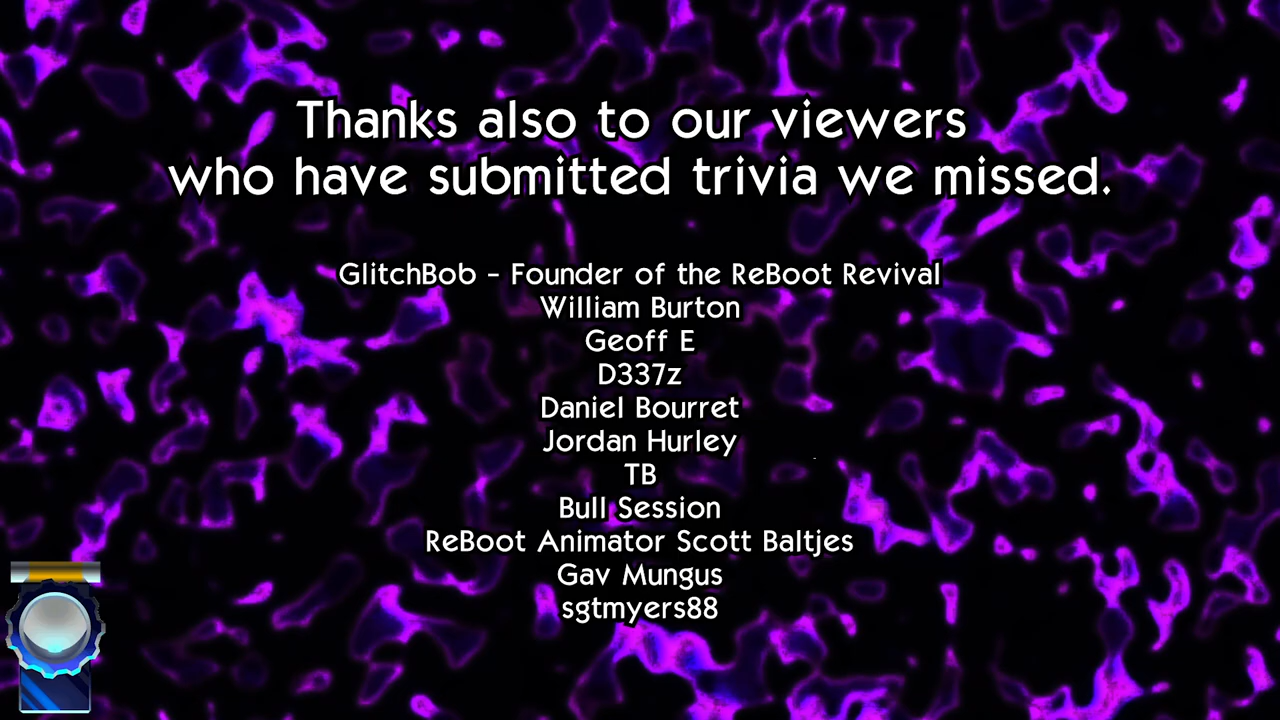 Thanks also to our viewers
who have submitted trivia we missed.
GlitchBob - Founder of the ReBoot Revival
William Burton
Geoff E
D337z
Daniel Bourret
Jordan Hurley
TB
Bull Session
ReBoot Animator Scott Baltjes
Gav Mungus
sgtmyers88